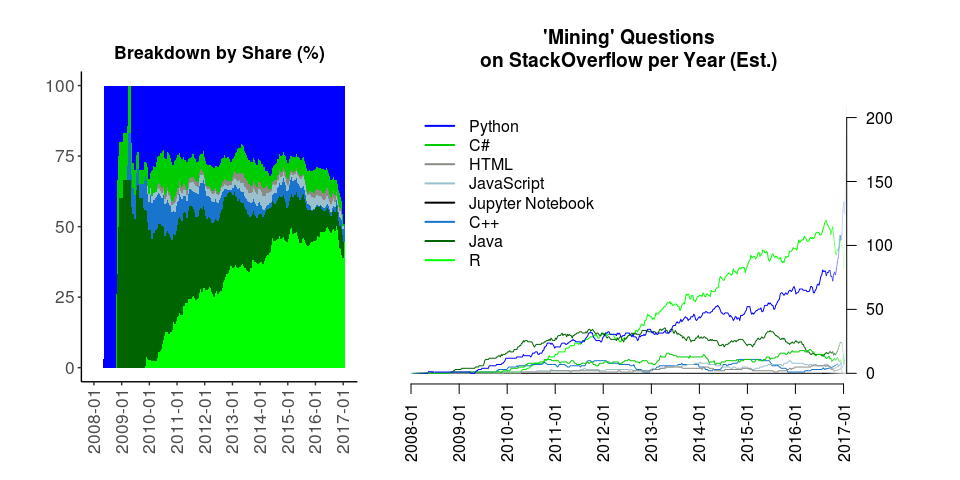 Breakdown by Share (%)
100
75
50
25
0
2008-01
2009-01
2010-01
2011-01
2012-01
2013-01
2014-01
2015-01
2016-01
2017-01
'Mining' Questions
on StackOverflow per Year (Est.)
Python
C#
HTML
JavaScript
Jupyter Notebook
C++
Java
R
200
150
100
50
0
2008-01
2009-01
2010-01
2011-01
2012-01
2013-01
2014-01
2015-01
2016-01
2017-01